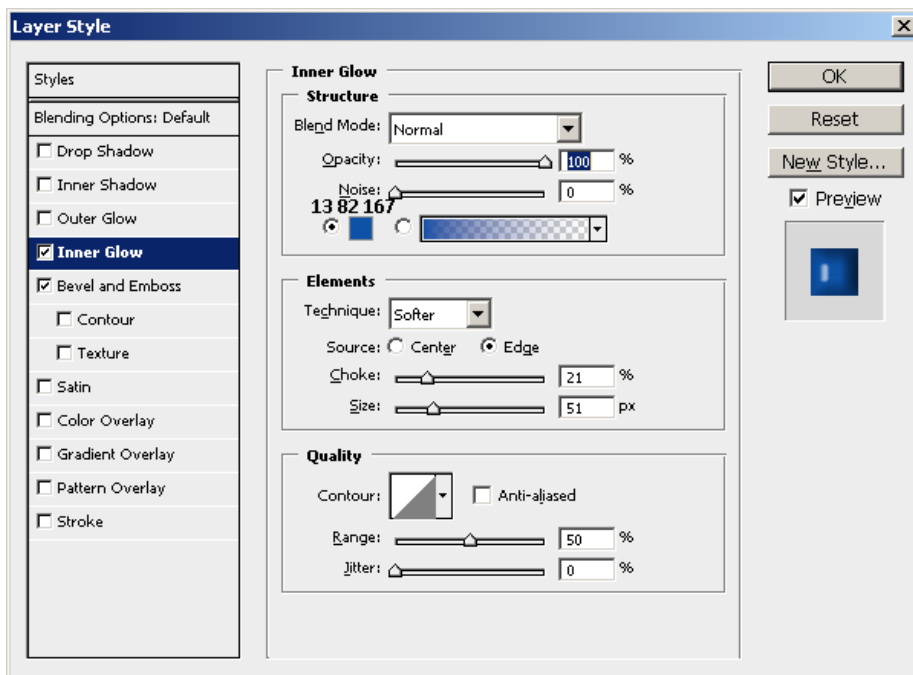 Layer Style
Styles
Blending Options: Default
Drop Shadow
Inner Shadow
Outer Glow
Inner Glow
Bevel and Emboss
Contour
Texture
Satin
Color Overlay
Gradient Overlay
Pattern Overlay
Stroke
Inner Glow
Structure
Blend Mode: Normal
Opacity: 100 %
Noise: 0 %
13 82 167
Elements
Technique: Softer
Source: Center Edge
Choke: 21 %
Size: 51 px
Quality
Contour: Anti-aliased
Range: 50 %
Jitter: 0 %
OK
Reset
New Style...
Preview